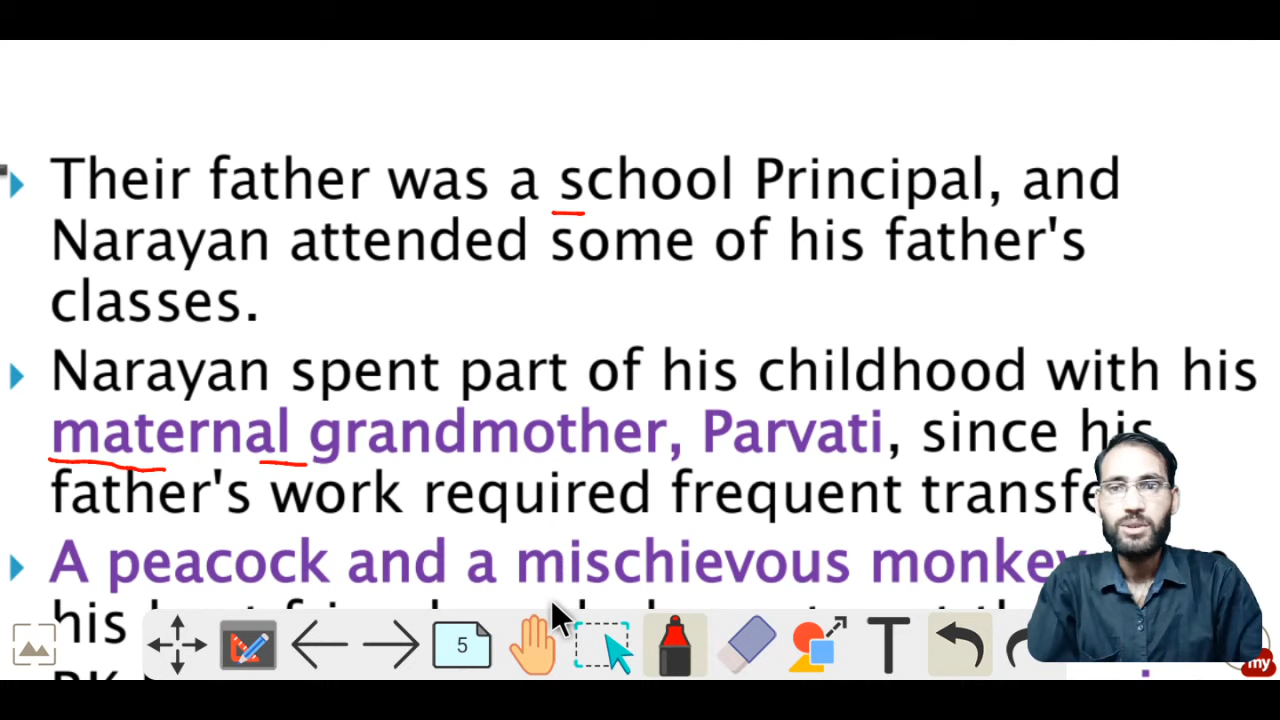 Their father was a school Principal, and
Narayan attended some of his father's
classes.
Narayan spent part of his childhood with his
maternal grandmother, Parvati, since his
father's work required frequent
A peacock and a mischievous monkey
his
5
T
my